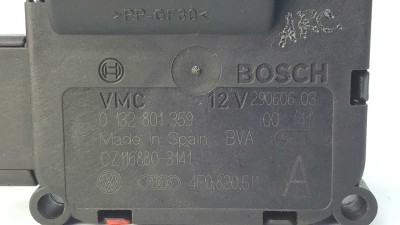 >PP-GF30<
ABC
BOSCH
VMC 12 V 290606 03
0 132 801 359
Made in Spain BVA
CZ116880-3141
4F0.820.511 A